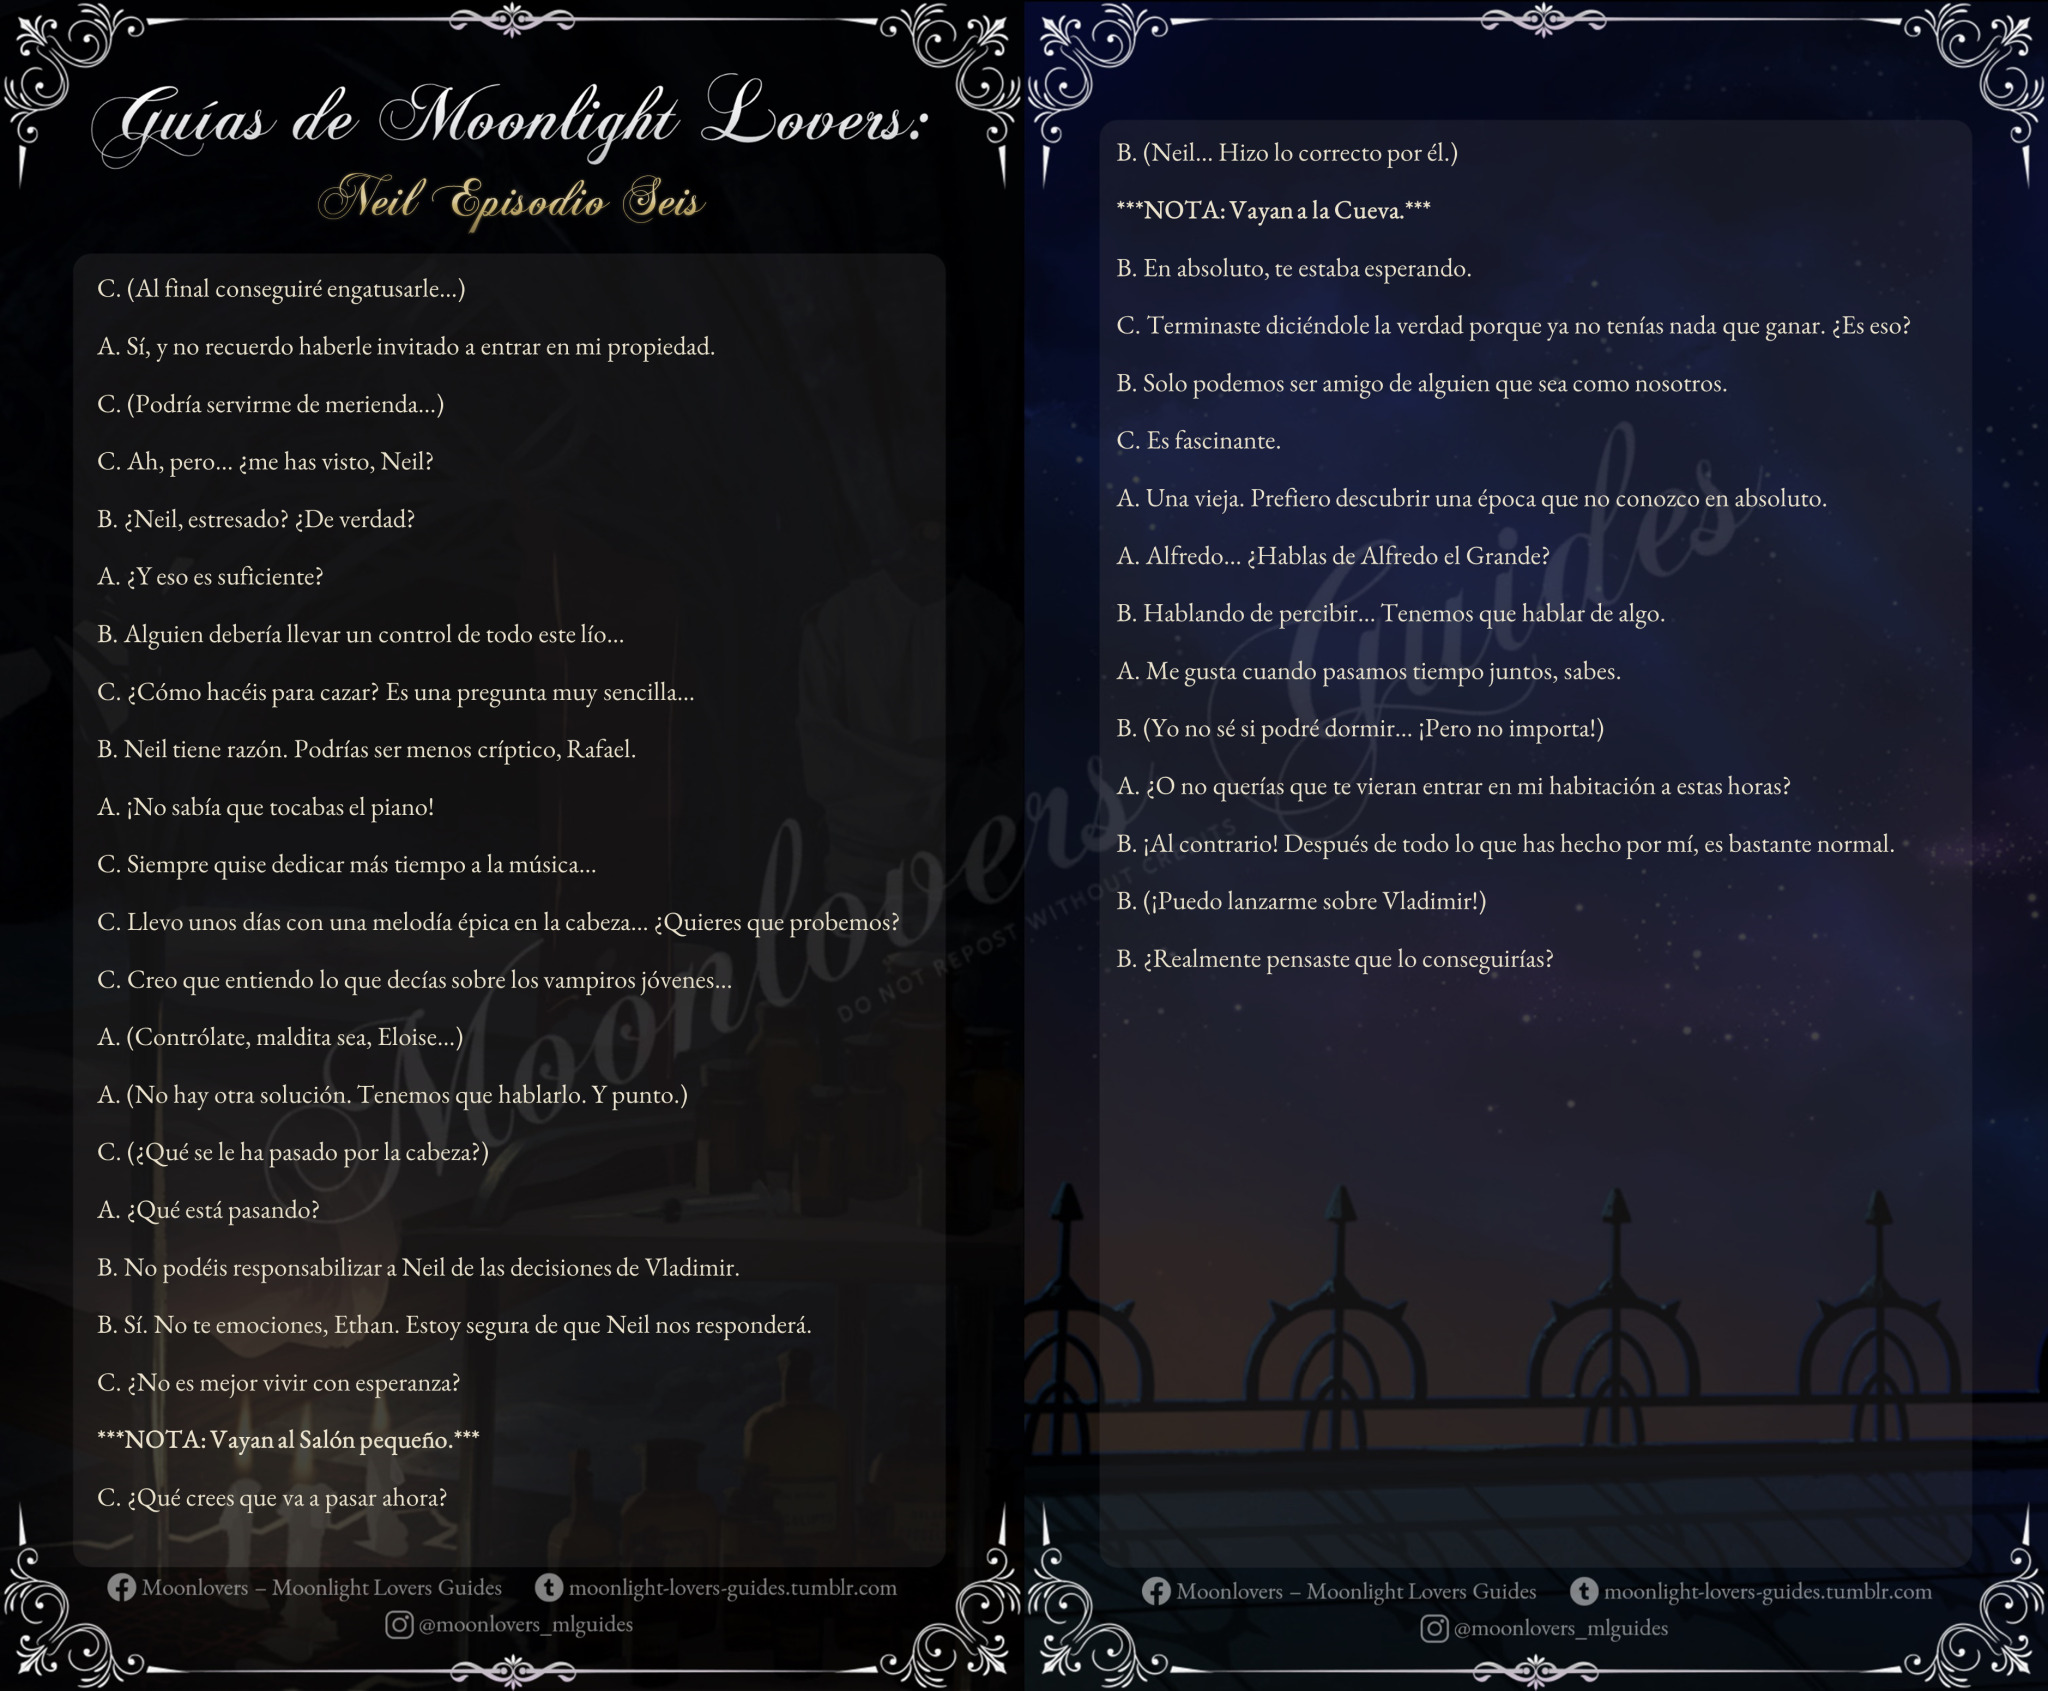 Guías de Moonlight Lovers:
Neil Episodio Seis
C. (Al final conseguiré engatusarle...)
A. Sí, y no recuerdo haberle invitado a entrar en mi propiedad.
C. (Podría servirme de merienda...)
C. Ah, pero... ¿me has visto, Neil?
B. ¿Neil, estresado? ¿De verdad?
A. ¿Y eso es suficiente?
B. Alguien debería llevar un control de todo este lío...
C. ¿Cómo hacéis para cazar? Es una pregunta muy sencilla...
B. Neil tiene razón. Podrías ser menos críptico, Rafael.
A. ¡No sabía que tocabas el piano!
C. Siempre quise dedicar más tiempo a la música...
C. Llevo unos días con una melodía épica en la cabeza... ¿Quieres que probemos?
C. Creo que entiendo lo que decías sobre los vampiros jóvenes...
A. (Contrólate, maldita sea, Eloise...)
A. (No hay otra solución. Tenemos que hablarlo. Y punto.)
C. (¿Qué se le ha pasado por la cabeza?)
A. ¿Qué está pasando?
B. No podéis responsabilizar a Neil de las decisiones de Vladimir.
B. Sí. No te emociones, Ethan. Estoy segura de que Neil nos responderá.
C. ¿No es mejor vivir con esperanza?
***NOTA: Vayan al Salón pequeño.***
C. ¿Qué crees que va a pasar ahora?
Moonlovers – Moonlight Lovers Guides moonlight-lovers-guides.tumblr.com
@moonlovers_mlguides
B. (Neil... Hizo lo correcto por él.)
***NOTA: Vayan a la Cueva.***
B. En absoluto, te estaba esperando.
C. Terminaste diciéndole la verdad porque ya no tenías nada que ganar. ¿Es eso?
B. Solo podemos ser amigo de alguien que sea como nosotros.
C. Es fascinante.
A. Una vieja. Prefiero descubrir una época que no conozco en absoluto.
A. Alfredo... ¿Hablas de Alfredo el Grande?
B. Hablando de percibir... Tenemos que hablar de algo.
A. Me gusta cuando pasamos tiempo juntos, sabes.
B. (Yo no sé si podré dormir... ¡Pero no importa!)
A. ¿O no querías que te vieran entrar en mi habitación a estas horas?
B. ¡Al contrario! Después de todo lo que has hecho por mí, es bastante normal.
B. (¡Puedo lanzarme sobre Vladimir!)
B. ¿Realmente pensaste que lo conseguirías?
Moonlovers – Moonlight Lovers Guides moonlight-lovers-guides.tumblr.com
@moonlovers_mlguides
Moonlovers Guides
DO NOT REPOST WITHOUT CREDITS